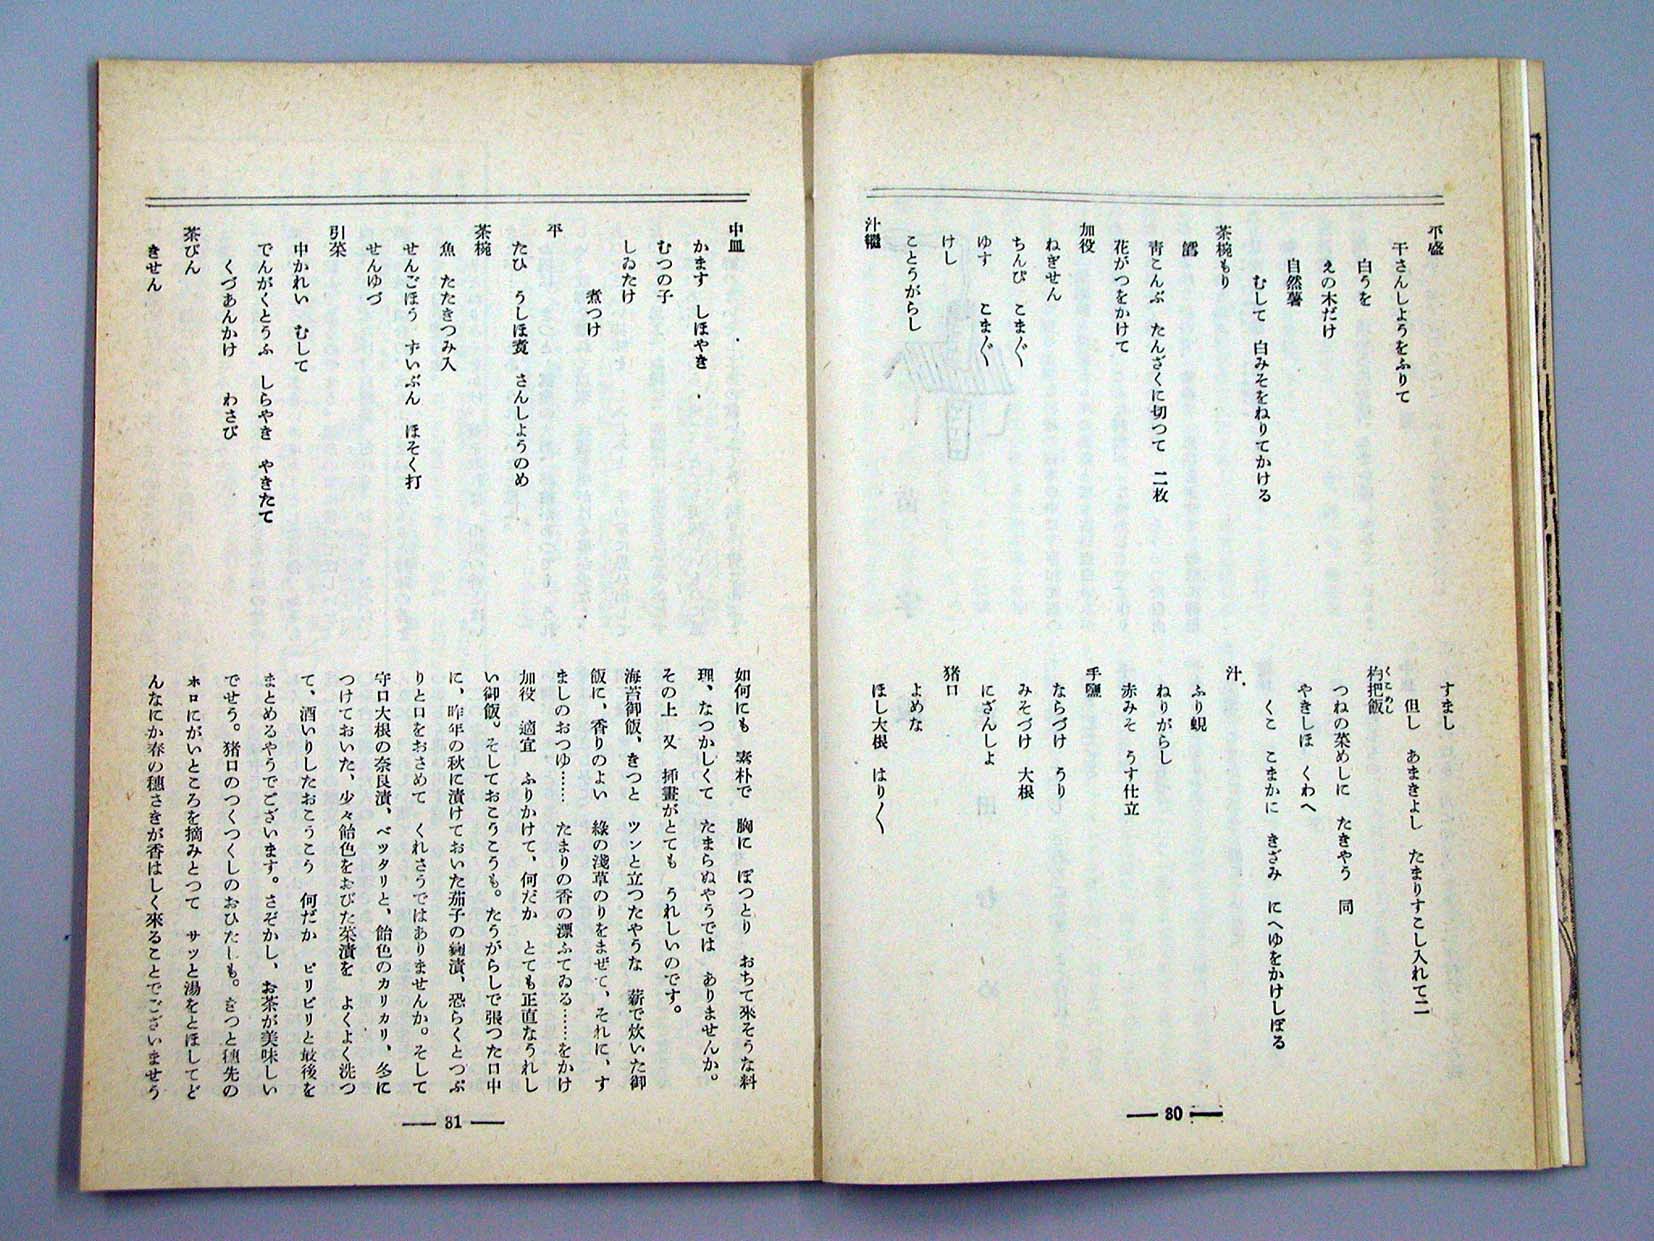 平盛
干さんしようをふりて
白うを
えの木だけ
自然薯
むして 白みそをねりてかける
茶椀もり
鱈
靑こんぶ たんざくに切つて 二枚
花がつをかけて
加役
ねぎせん
ちんぴ こま〲
ゆす こま〲
けし
ことうがらし
汁繼
すまし
但し あまきよし たまりすこし入れて二
枸杞飯
くこめし
つねの菜めしに たきやう 同
やきしほ くわへ
くこ こまかに きざみ にへゆをかけしぼる
汁
ふり蜆
ねりがらし
赤みそ うす仕立
手鹽
ならづけ うり
みそづけ 大根
にざんしよ
猪口
よめな
ほし大根 はり〱
— 80 —
中皿
かます しほやき
むつの子
しゐたけ
煮つけ
平
たひ うしほ煑 さんしようのめ
茶椀
魚 たたきつみ入
せんごほう ずいぶん ほそく打
せんゆづ
引菜
中かれい むして
でんがくとうふ しらやき やきたて
くづあんかけ わさび
茶びん
きせん
如何にも 素朴で 胸に ぽつとり おちて來そうな料
理、なつかしくて たまらぬやうでは ありませんか。
その上 又 挿畫がとても うれしいのです。
海苔御飯、きつと ツンと立つたやうな 薪で炊いた御
飯に、香りのよい 綠の淺草のりをまぜて、それに、す
ましのおつゆ…… たまりの香の漂ふてゐる……をかけ
加役 適宜 ふりかけて、何だか とても正直なうれし
い御飯。そしておこうこうも。たうがらしで張つた口中
に、昨年の秋に漬けておいた茄子の麹漬、恐らくとつぷ
りと口をおさめて くれさうではありませんか。そして
守口大根の奈良漬、ベツタリと、飴色のカリカリ、冬に
つけておいた、少々飴色をおびた菜漬を よくよく洗つ
て、酒いりしたおこうこう 何だか ピリピリと最後を
まとめるやうでございます。さぞかし、お茶が美味しい
でせう。猪口のつくつくしのおひたしも。きつと穗先の
ホロにがいところを摘みとつて サッと湯をとほしてど
んなにか春の穗さきが香はしく來ることでございませう
— 81 —